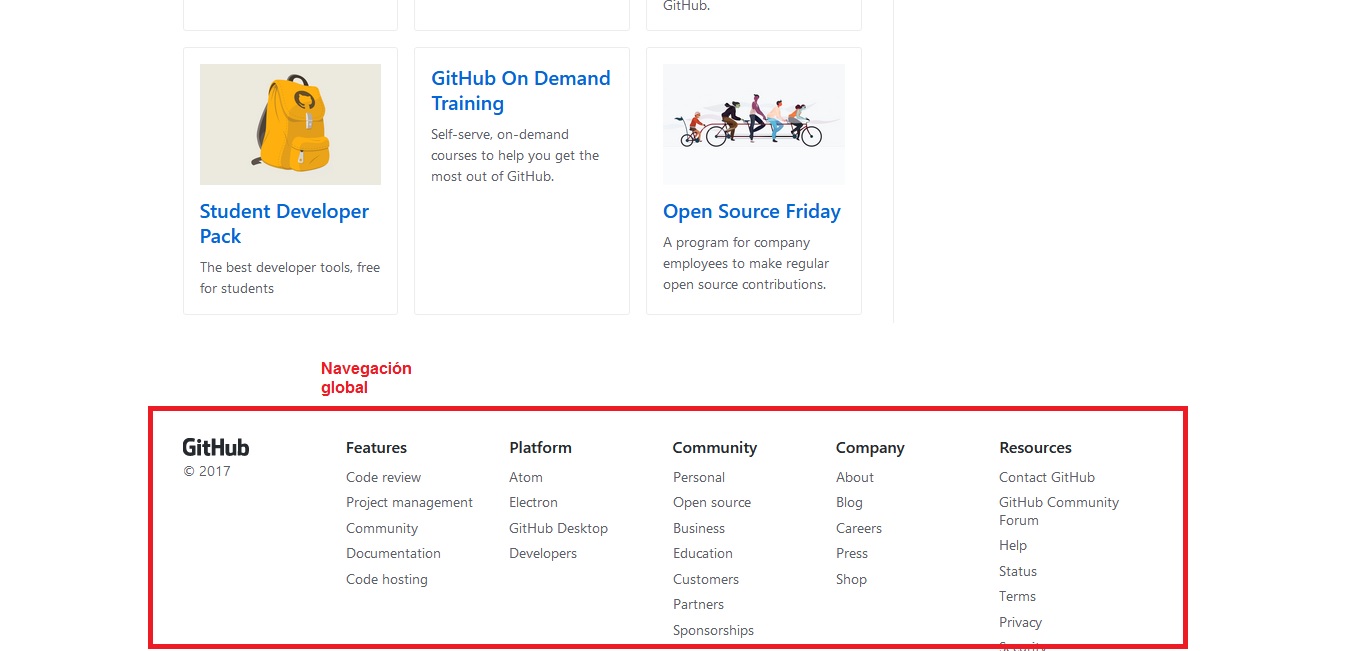 GitHub.
Student Developer
Pack
The best developer tools, free
for students
GitHub On Demand
Training
Self-serve, on-demand
courses to help you get the
most out of GitHub.
Open Source Friday
A program for company
employees to make regular
open source contributions.
Navegación
global
GitHub
© 2017
Features
Code review
Project management
Community
Documentation
Code hosting
Platform
Atom
Electron
GitHub Desktop
Developers
Community
Personal
Open source
Business
Education
Customers
Partners
Sponsorships
Company
About
Blog
Careers
Press
Shop
Resources
Contact GitHub
GitHub Community
Forum
Help
Status
Terms
Privacy